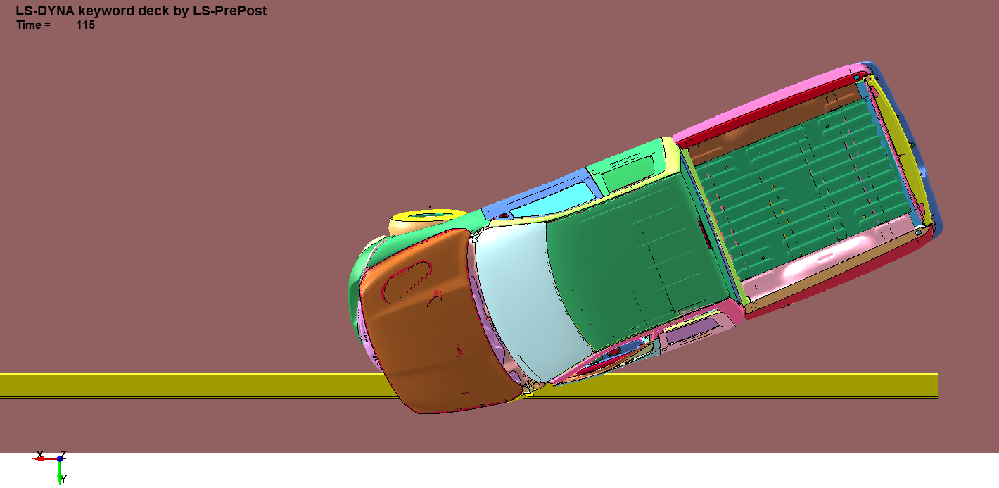 LS-DYNA keyword deck by LS-PrePost
Time = 115
X Z
Y